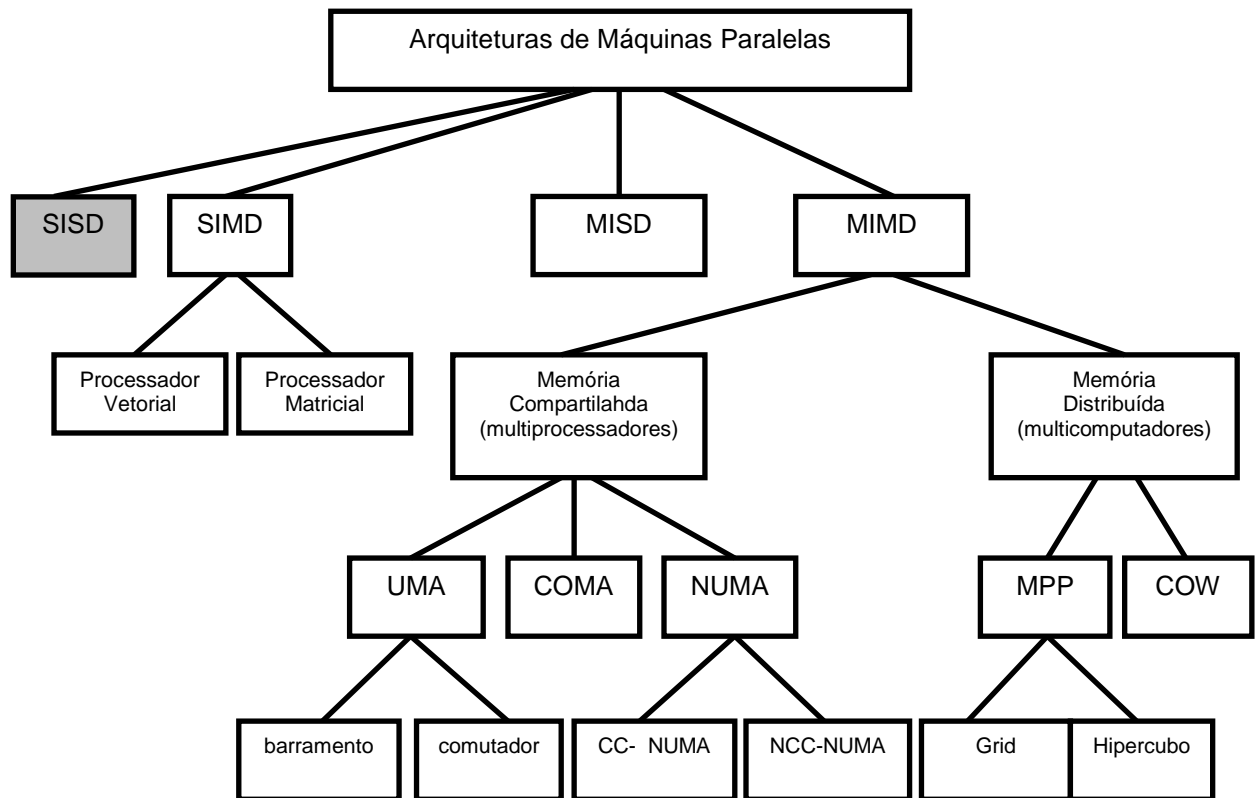 Arquiteturas de Máquinas Paralelas
SISD
SIMD
MISD
MIMD
Processador
Vetorial
Processador
Matricial
Memória
Compartilahda
(multiprocessadores)
Memória
Distribuída
(multicomputadores)
UMA
COMA
NUMA
MPP
COW
barramento
comutador
CC- NUMA
NCC-NUMA
Grid
Hipercubo